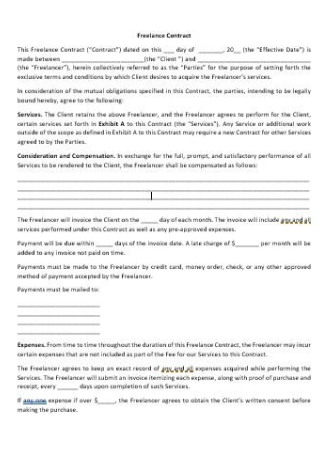 Freelance Contract
This Freelance Contract ("Contract") dated on this ___ day of ______, 20__ (the "Effective Date") is
made between ____________________(the "Client ") and ____________________
(the "Freelancer"), herein collectively referred to as the "Parties" for the purpose of setting forth the
exclusive terms and conditions by which Client desires to acquire the Freelancer's services.
In consideration of the mutual obligations specified in this Contract, the parties, intending to be legally
bound hereby, agree to the following:
Services. The Client retains the above Freelancer, and the Freelancer agrees to perform for the Client,
certain services set forth in Exhibit A to this Contract (the "Services"). Any Service or additional work
outside of the scope as defined in Exhibit A to this Contract may require a new Contract for other Services
agreed to by the Parties.
Consideration and Compensation. In exchange for the full, prompt, and satisfactory performance of all
Services to be rendered to the Client, the Freelancer shall be compensated as follows:
The Freelancer will invoice the Client on the _____ day of each month. The invoice will include any and all
services performed under this Contract as well as any pre-approved expenses.
Payment will be due within _____ days of the invoice date. A late charge of $______ per month will be
added to any invoice not paid on time.
Payments must be made to the Freelancer by credit card, money order, check, or any other approved
method of payment accepted by the Freelancer.
Payments must be mailed to:
____________________
____________________
____________________
____________________
Expenses. From time to time throughout the duration of this Freelance Contract, the Freelancer may incur
certain expenses that are not included as part of the Fee for our Services to this Contract.
The Freelancer agrees to keep an exact record of any and all expenses acquired while performing the
Services. The Freelancer will submit an invoice itemizing each expense, along with proof of purchase and
receipt, every ______ days upon completion of such Services.
If any one expense if over $_____, the Freelancer agrees to obtain the Client's written consent before
making the purchase.